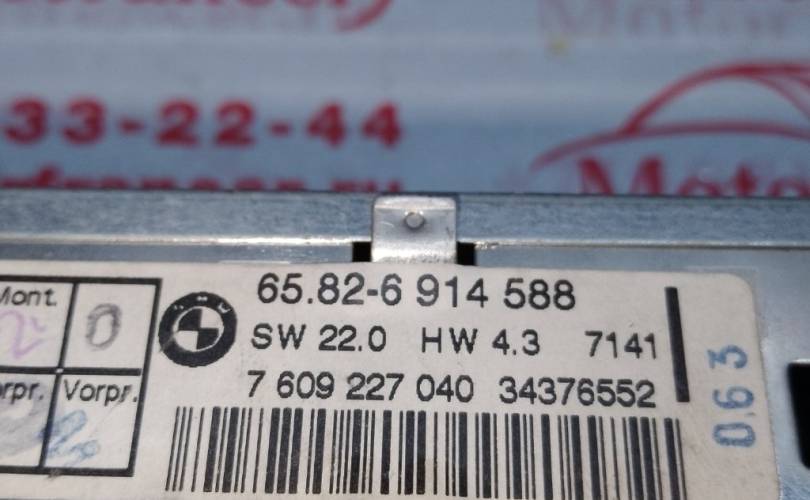 33-22-44
Moto
Mont.
0
65.82-6 914 588
SW 22.0 HW 4.3 7141
7 609 227 040 34376552
Vorpr.
063